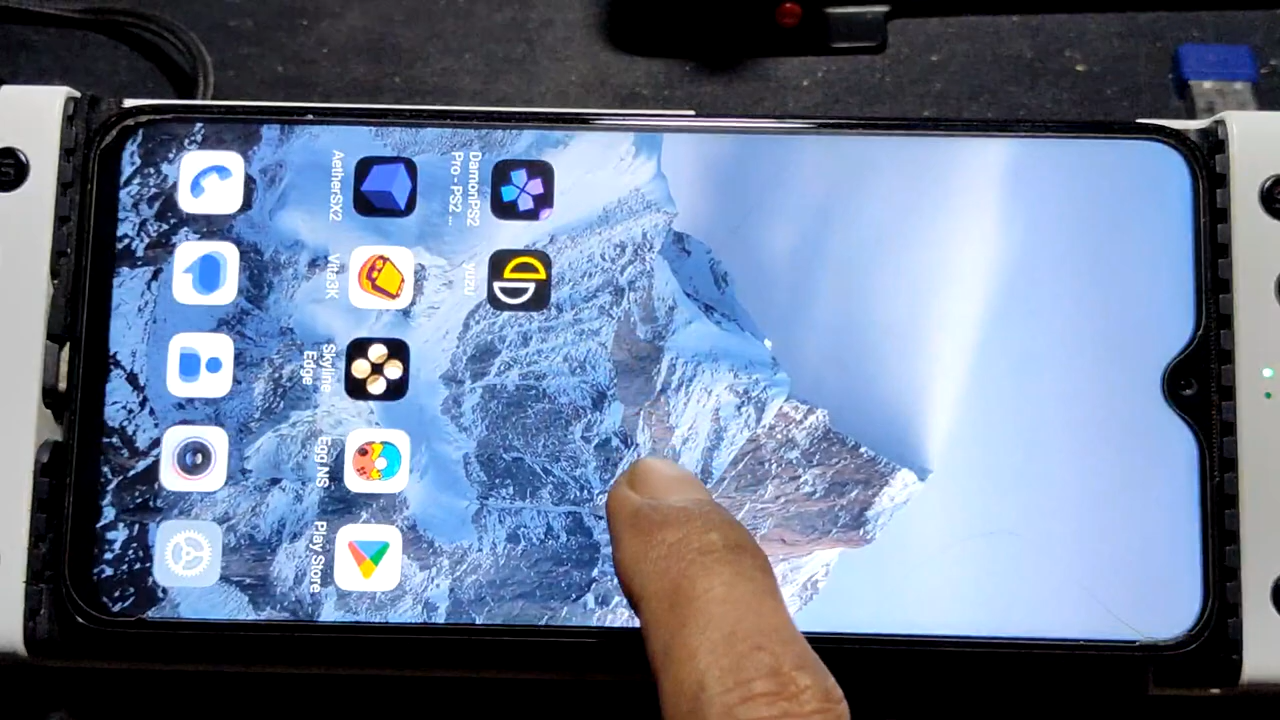 DamonPS2
Pro - PS2 ...
yuzu
AetherSX2
Vita3K
Skyline
Edge
Egg NS
Play Store